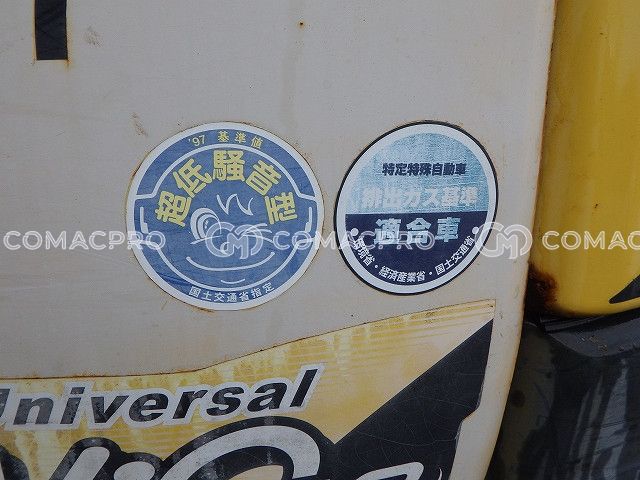 '97 基準値
超低騒音型
国土交通省指定
特定特殊自動車
排出ガス基準
適合車
環境省・経済産業省・国土交通省
COMACPRO
COMACPRO
COMACPRO
Universal